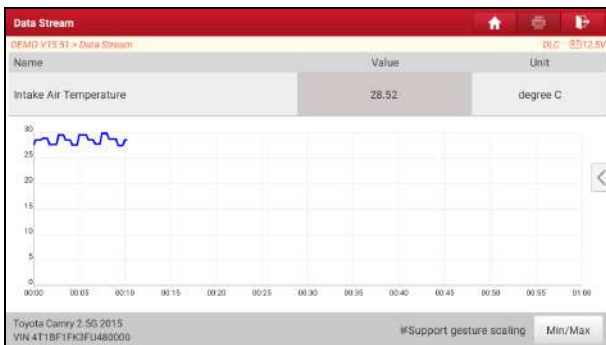 Data Stream
DEMO V15.51 > Data Stream
DLC 12.5V
Name Value Unit
Intake Air Temperature 28.52 degree C
30
25
20
15
10
5
0
00:00 00:05 00:10 00:15 00:20 00:25 00:30 00:35 00:40 00:45 00:50 00:55 01:00
Toyota Camry 2.5G 2015
VIN 4T1BF1FK3FU480000
※Support gesture scaling
Min/Max